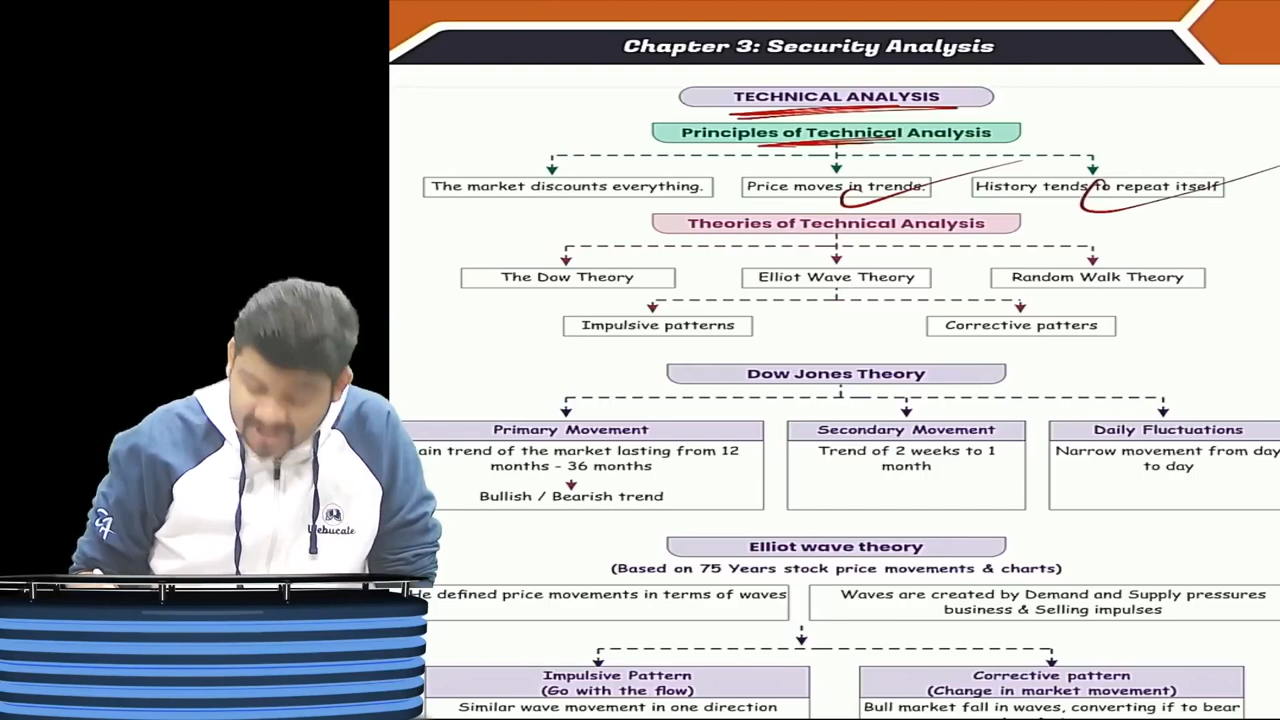 Chapter 3: Security Analysis
TECHNICAL ANALYSIS
Principles of Technical Analysis
The market discounts everything.
Price moves in trends.
History tends to repeat itself
Theories of Technical Analysis
The Dow Theory
Elliot Wave Theory
Random Walk Theory
Impulsive patterns
Corrective patters
Dow Jones Theory
Primary Movement
ain trend of the market lasting from 12
months - 36 months
Bullish / Bearish trend
Secondary Movement
Trend of 2 weeks to 1
month
Daily Fluctuations
Narrow movement from day
to day
Elliot wave theory
(Based on 75 Years stock price movements & charts)
He defined price movements in terms of waves
Waves are created by Demand and Supply pressures
business & Selling impulses
Impulsive Pattern
(Go with the flow)
Similar wave movement in one direction
Corrective pattern
(Change in market movement)
Bull market fall in waves, converting if to bear
Webucate
CA